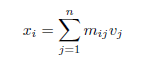 $x_i = \sum_{j=1}^{n} m_{ij} v_j$